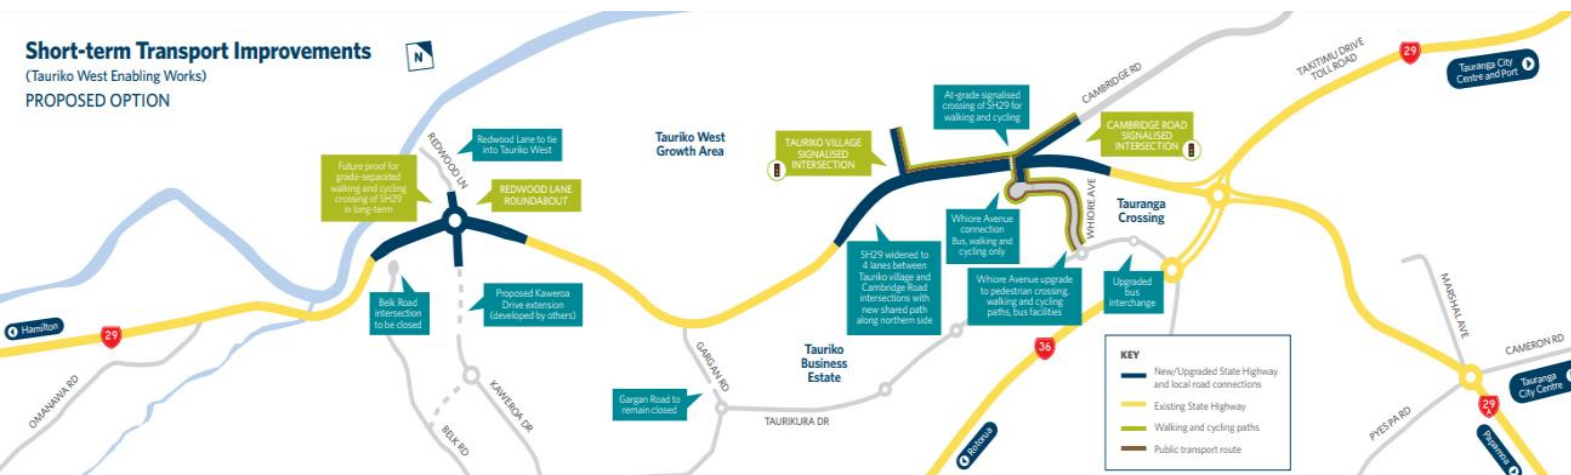 Short-term Transport Improvements
(Tauriko West Enabling Works)
PROPOSED OPTION
N
REDWOOD LN
Redwood Lane to tie
into Tauriko West
Future proof for
grade-separated
walking and cycling
crossing of SH29
in long-term
REDWOOD LANE
ROUNDABOUT
Tauriko West
Growth Area
TAURIKO VILLAGE
SIGNALISED
INTERSECTION
At-grade signalised
crossing of SH29 for
walking and cycling
CAMBRIDGE RD
CAMBRIDGE ROAD
SIGNALISED
INTERSECTION
TAKITIMU DRIVE
TOLL ROAD
29
Tauranga City
Centre and Port
Hamilton
29
OMANAWA RD
Belk Road
intersection
to be closed
Proposed Kaweroa
Drive extension
(developed by others)
BELK RD
KAWEROA DR
GARGAN RD
Gargan Road to
remain closed
TAURIKURA DR
Tauriko
Business
Estate
SH29 widened to
4 lanes between
Tauriko village and
Cambridge Road
intersections with
new shared path
along northern side
Whiore Avenue
connection
Bus, walking and
cycling only
WHIORE AVE
Tauranga
Crossing
Whiore Avenue upgrade
to pedestrian crossing,
walking and cycling
paths, bus facilities
Upgraded
bus
interchange
36
Rotorua
KEY
New/Upgraded State Highway
and local road connections
Existing State Highway
Walking and cycling paths
Public transport route
MARSHAL AVE
CAMERON RD
Tauranga
City Centre
29
A
PYES PA RD
Papamoa